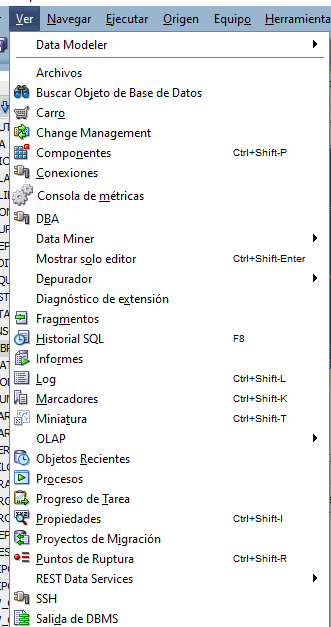 Ver Navegar Ejecutar Origen Equipo Herramienta
Data Modeler
Archivos
Buscar Objeto de Base de Datos
Carro
Change Management
Componentes Ctrl+Shift-P
Conexiones
Consola de métricas
DBA
Data Miner
Mostrar solo editor Ctrl+Shift-Enter
Depurador
Diagnóstico de extensión
Fragmentos
Historial SQL F8
Informes
Log Ctrl+Shift-L
Marcadores Ctrl+Shift-K
Miniatura Ctrl+Shift-T
OLAP
Objetos Recientes
Procesos
Progreso de Tarea
Propiedades Ctrl+Shift-I
Proyectos de Migración
Puntos de Ruptura Ctrl+Shift-R
REST Data Services
SSH
Salida de DBMS